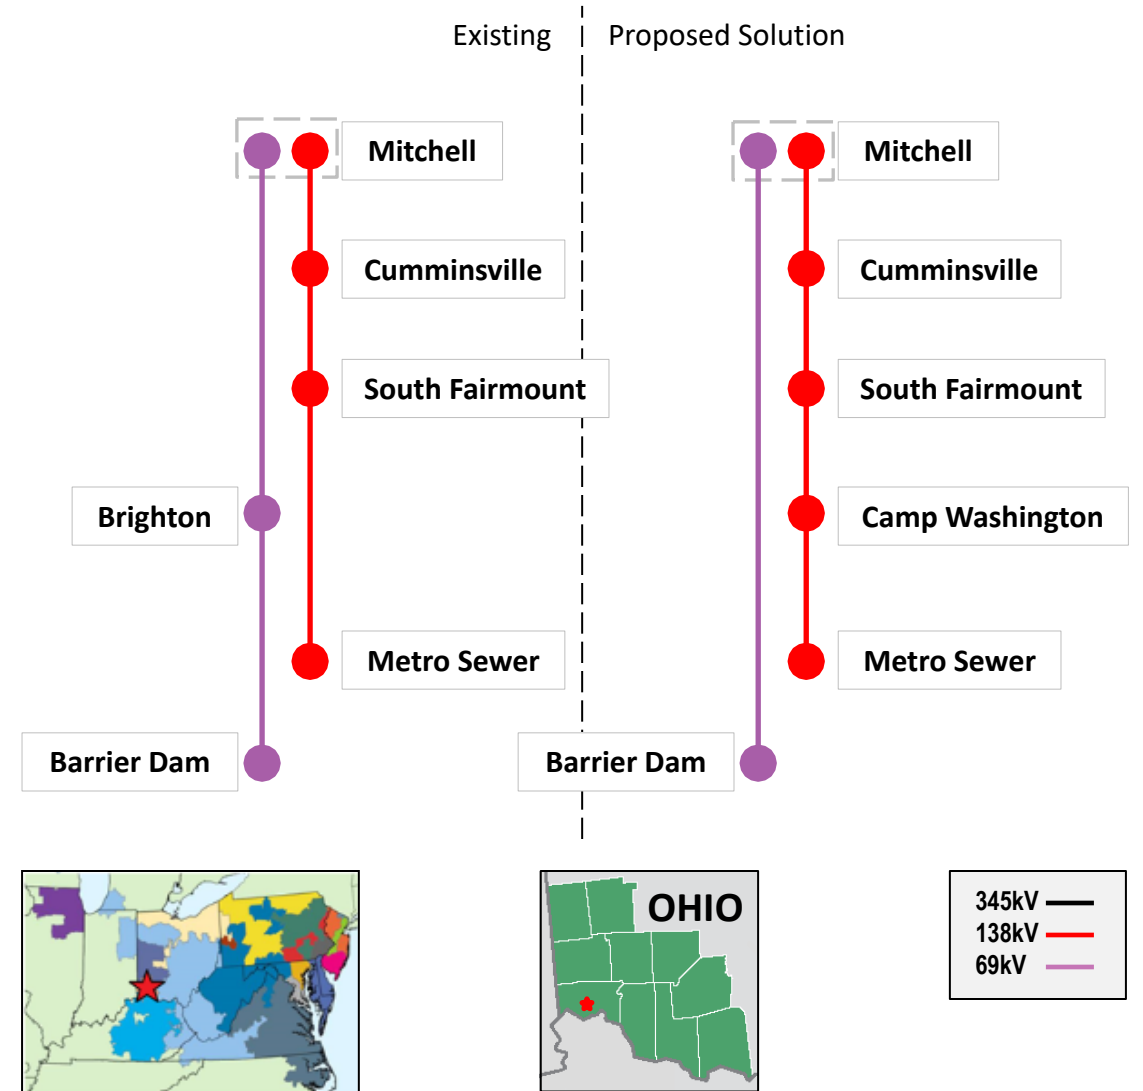 Existing
Proposed Solution
Mitchell
Mitchell
Cumminsville
Cumminsville
South Fairmount
South Fairmount
Brighton
Camp Washington
Metro Sewer
Metro Sewer
Barrier Dam
Barrier Dam
OHIO
345kV
138kV
69kV